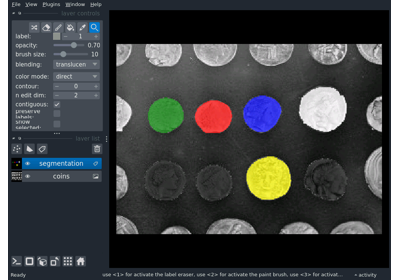 File View Plugins Window Help
layer controls
label: 1
opacity: 0.70
brush size: 10
blending: translucen
color mode: direct
contour: 0
n edit dim: 2
contiguous:
preserve
labels:
show
selected:
layer list
segmentation
coins
Ready
use <1> for activate the label eraser, use <2> for activate the paint brush, use <3> for activat...
activity